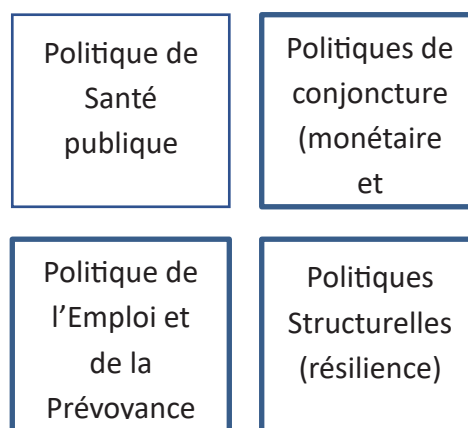 Politique de
Santé
publique
Politiques de
conjoncture
(monétaire
et
Politique de
l’Emploi et
de la
Prévoyance
Politiques
Structurelles
(résilience)